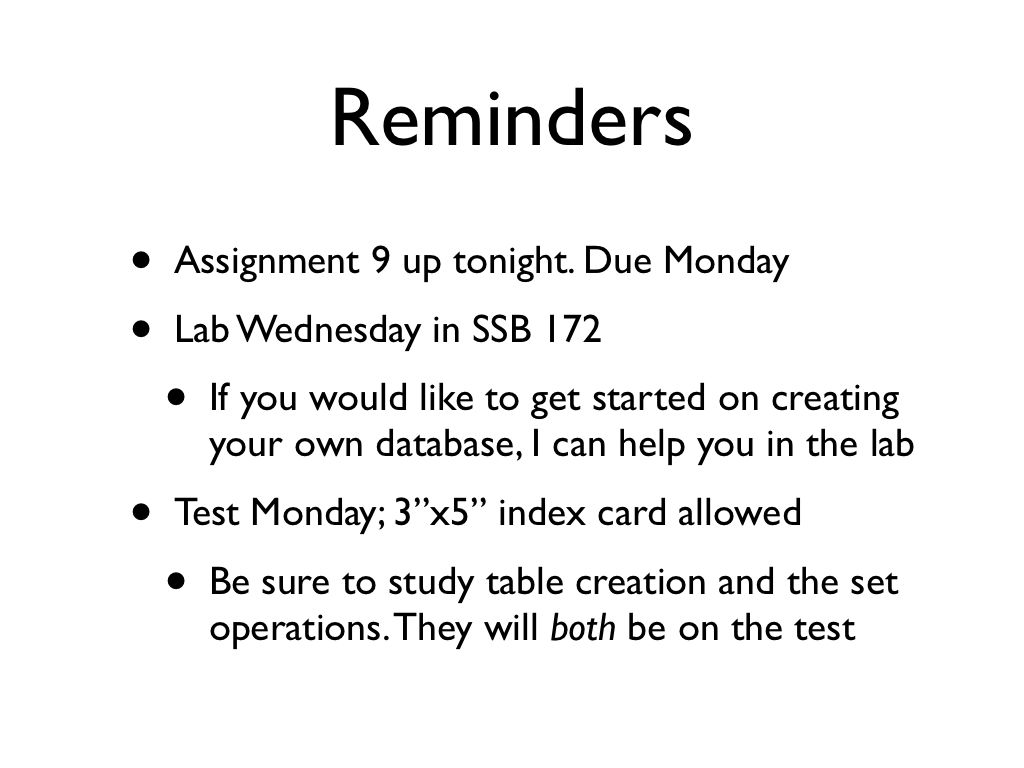 Reminders
• Assignment 9 up tonight. Due Monday
• Lab Wednesday in SSB 172
• If you would like to get started on creating
your own database, I can help you in the lab
• Test Monday; 3”x5” index card allowed
• Be sure to study table creation and the set
operations. They will both be on the test